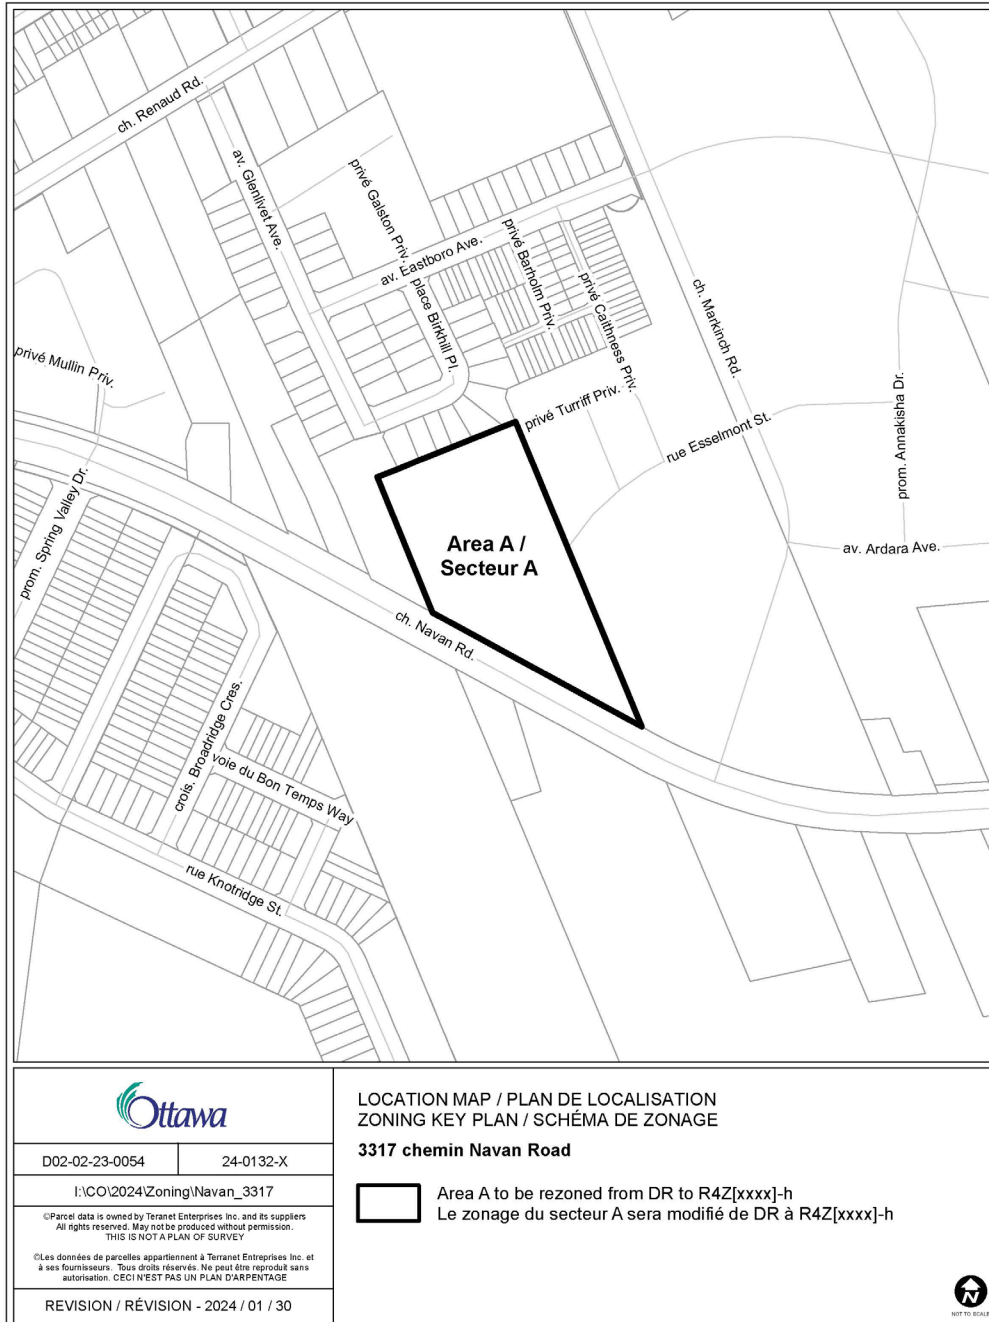 ch. Renaud Rd.
av. Glenlivet Ave.
privé Galston Priv.
av. Eastboro Ave.
place Birkhill Pl.
privé Barholm Priv.
privé Caithness Priv.
ch. Markinch Rd.
privé Mullin Priv.
privé Turriff Priv.
rue Esselmont St.
prom. Annakisha Dr.
av. Ardara Ave.
prom. Spring Valley Dr.
Area A /
Secteur A
ch. Navan Rd.
crois. Broadridge Cres.
voie du Bon Temps Way
rue Knotridge St.
Ottawa
D02-02-23-0054
24-0132-X
I:\CO\2024\Zoning\Navan_3317
©Parcel data is owned by Teranet Enterprises Inc. and its suppliers
All rights reserved. May not be produced without permission.
THIS IS NOT A PLAN OF SURVEY
©Les données de parcelles appartiennent à Terranet Entreprises Inc. et
à ses fournisseurs. Tous droits réservés. Ne peut être reproduit sans
autorisation. CECI N'EST PAS UN PLAN D'ARPENTAGE
REVISION / RÉVISION - 2024 / 01 / 30
LOCATION MAP / PLAN DE LOCALISATION
ZONING KEY PLAN / SCHÉMA DE ZONAGE
3317 chemin Navan Road
Area A to be rezoned from DR to R4Z[xxxx]-h
Le zonage du secteur A sera modifié de DR à R4Z[xxxx]-h
N
NOT TO SCALE